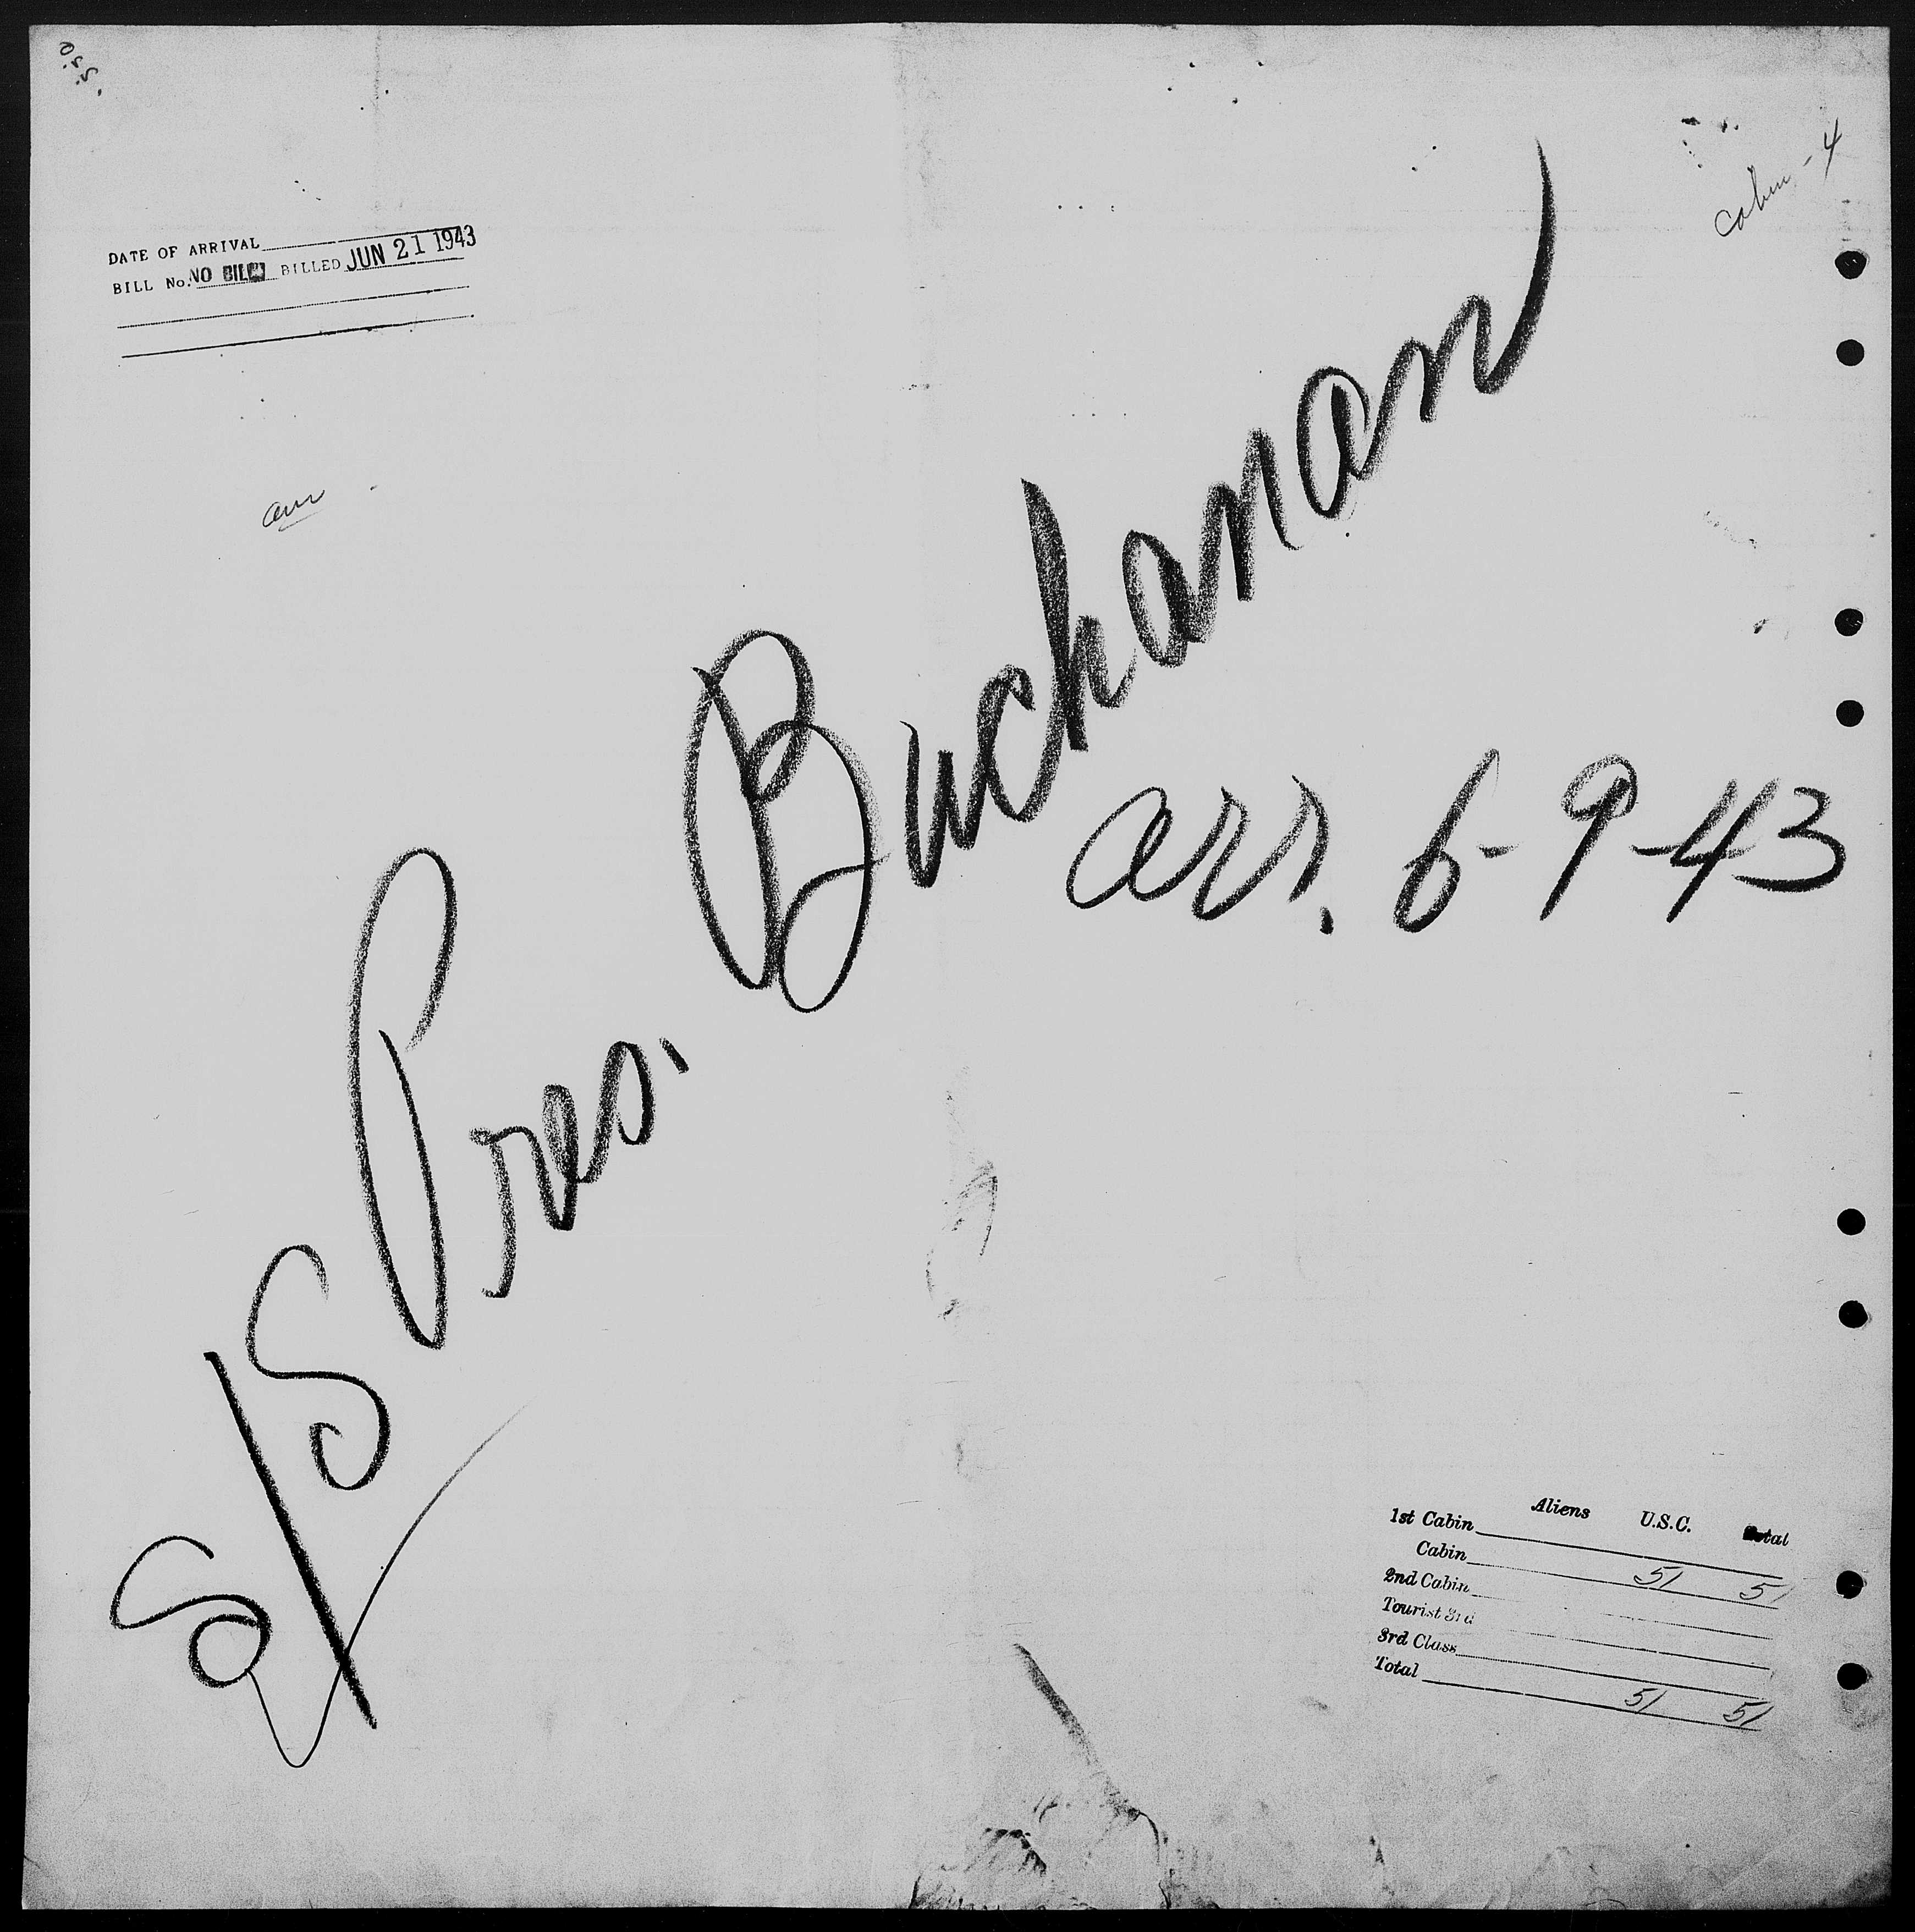 Cabin - 4
DATE OF ARRIVAL
BILL No. NO BILL BILLED JUN 21 1943
S/S Pres. Buchanan
arr. 6-9-43
Aliens U.S.C. Total
1st Cabin
Cabin 51 51
2nd Cabin
Tourist 3rd
3rd Class
Total 51 51